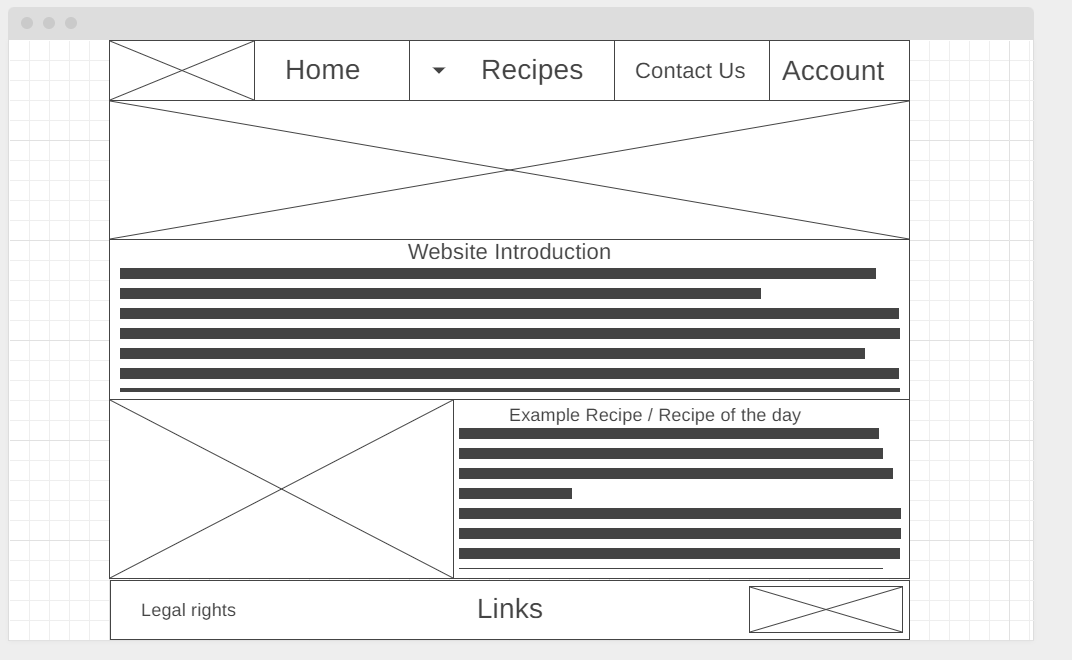 Home
Recipes
Contact Us
Account
Website Introduction
Example Recipe / Recipe of the day
Legal rights
Links